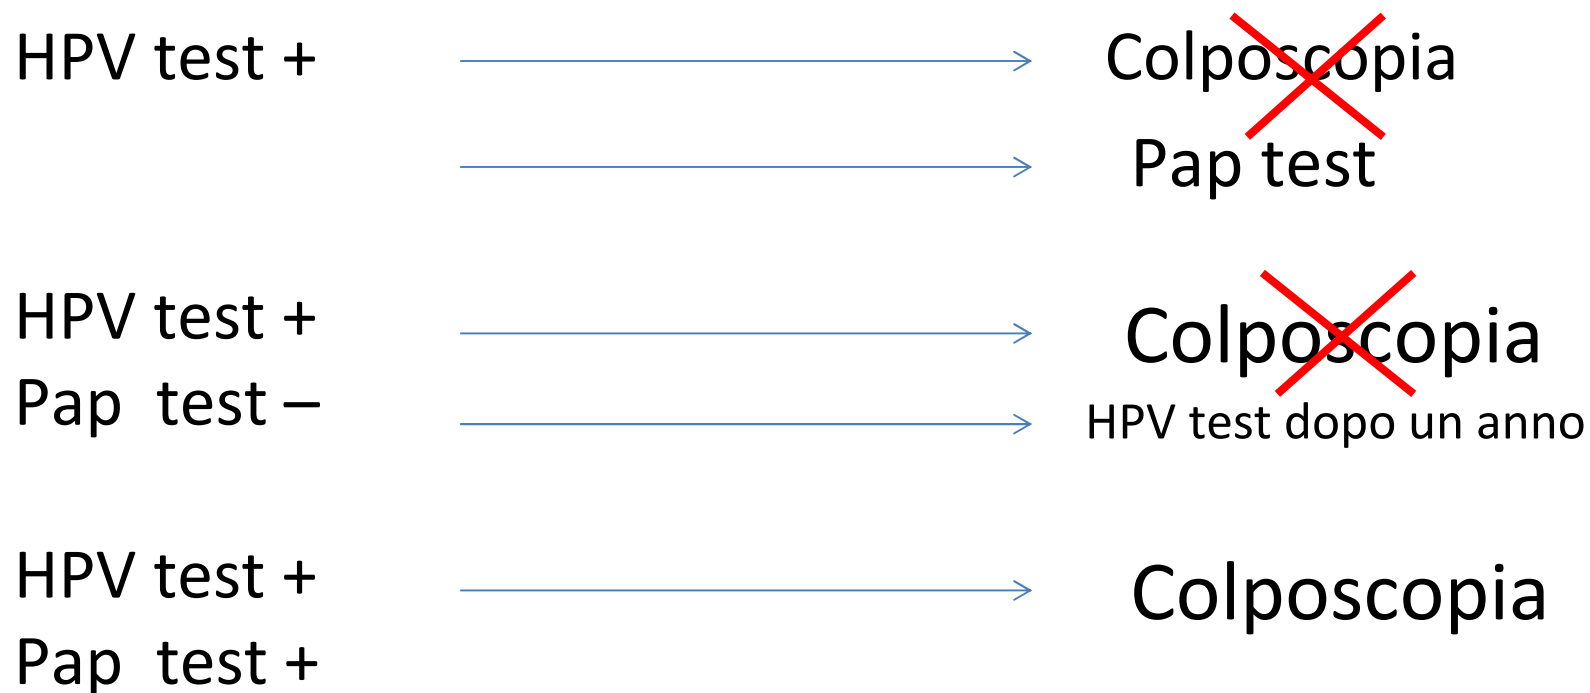 HPV test + Colposcopia
Pap test
HPV test + Colposcopia
Pap test – HPV test dopo un anno
HPV test + Colposcopia
Pap test +